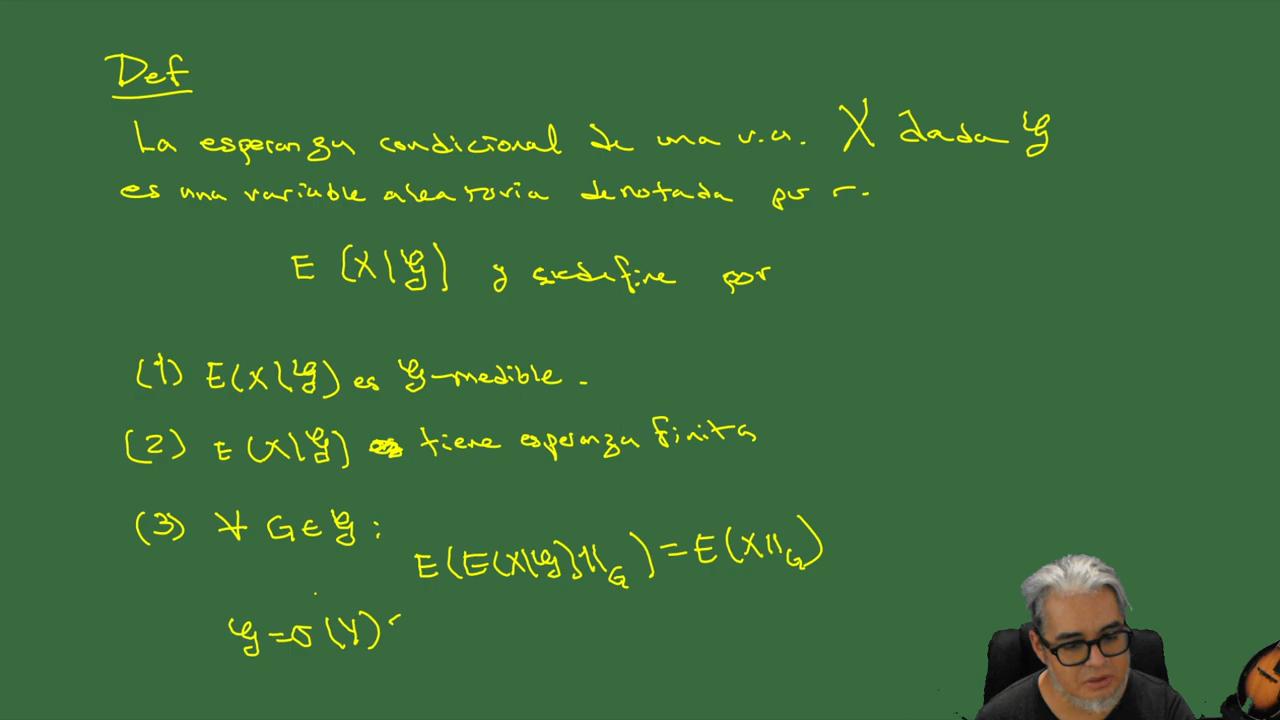 Def
La esperanza condicional de una v.a. X dada 𝒢
es una variable aleatoria denotada por
E [X|𝒢] y se define por
(1) E(X|𝒢) es 𝒢-medible.
(2) E(X|𝒢) tiene esperanza finita
(3) ∀ G ∈ 𝒢 :
E(E(X|𝒢)𝟙_G) = E(X𝟙_G)
𝒢 = σ(Y)